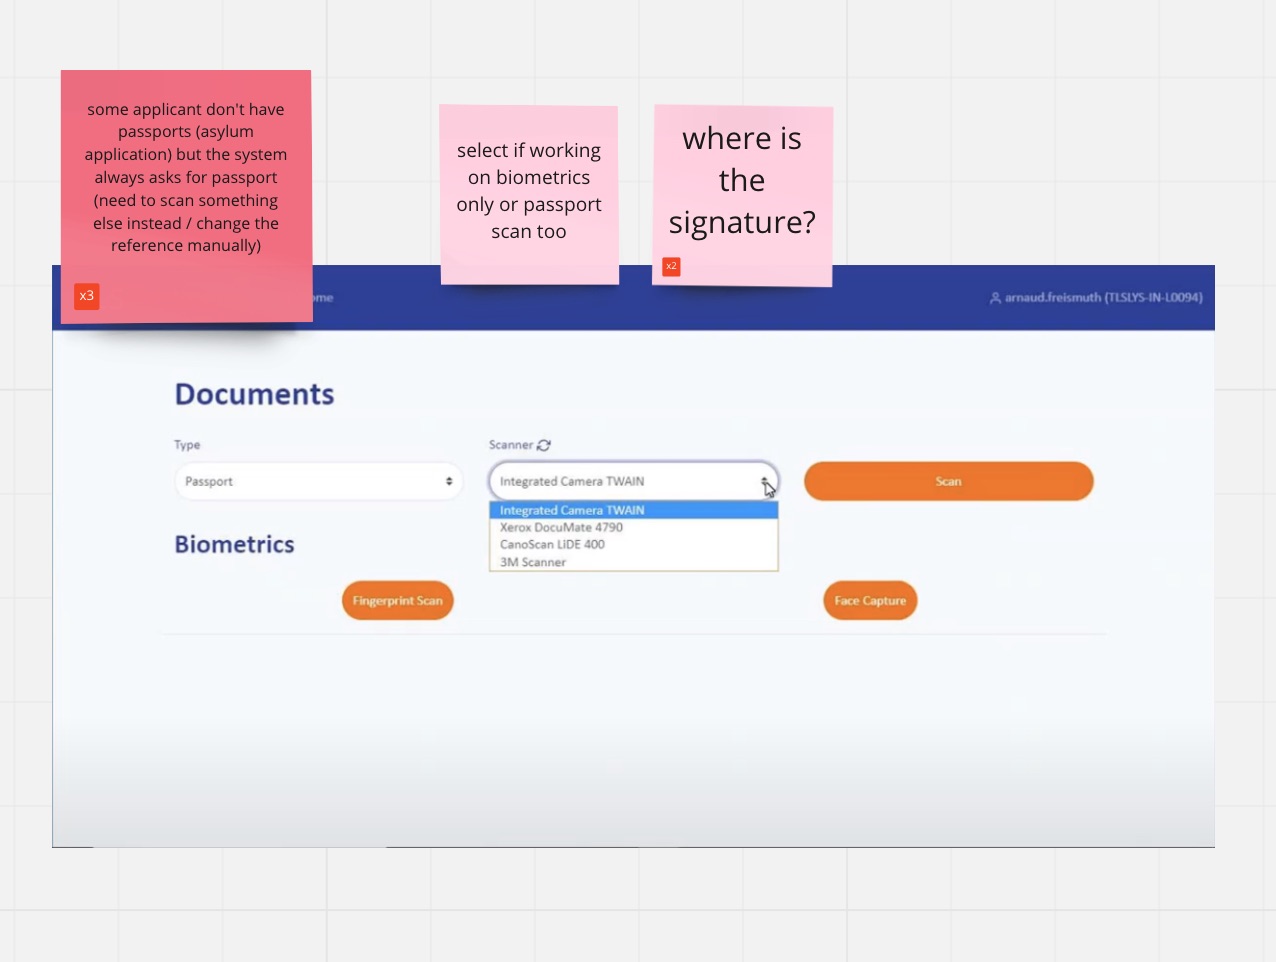 some applicant don't have
passports (asylum
application) but the system
always asks for passport
(need to scan something
else instead / change the
reference manually)
x3
select if working
on biometrics
only or passport
scan too
where is
the
signature?
x2
arnaud.freismuth (TLSLYS-IN-L0094)
Documents
Type
Scanner
Passport
Integrated Camera TWAIN
Scan
Integrated Camera TWAIN
Xerox DocuMate 4790
CanoScan LiDE 400
3M Scanner
Biometrics
Fingerprint Scan
Face Capture